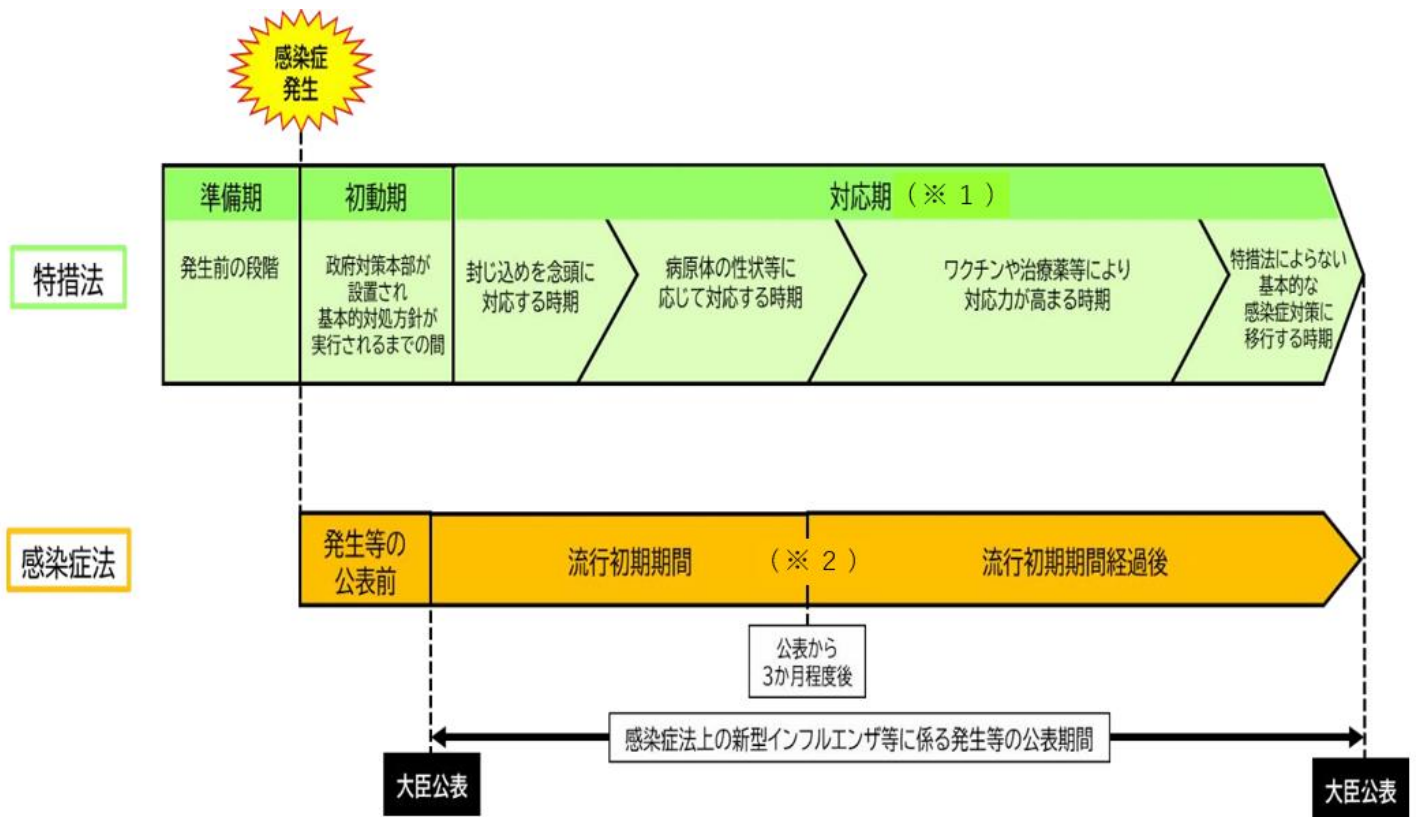 感染症
発生
準備期
初動期
対応期（※１）
特措法
発生前の段階
政府対策本部が
設置され
基本的対処方針が
実行されるまでの間
封じ込めを念頭に
対応する時期
病原体の性状等に
応じて対応する時期
ワクチンや治療薬等により
対応力が高まる時期
特措法によらない
基本的な
感染症対策に
移行する時期
感染症法
発生等の
公表前
流行初期期間
（※２）
流行初期期間経過後
公表から
3か月程度後
感染症法上の新型インフルエンザ等に係る発生等の公表期間
大臣公表
大臣公表